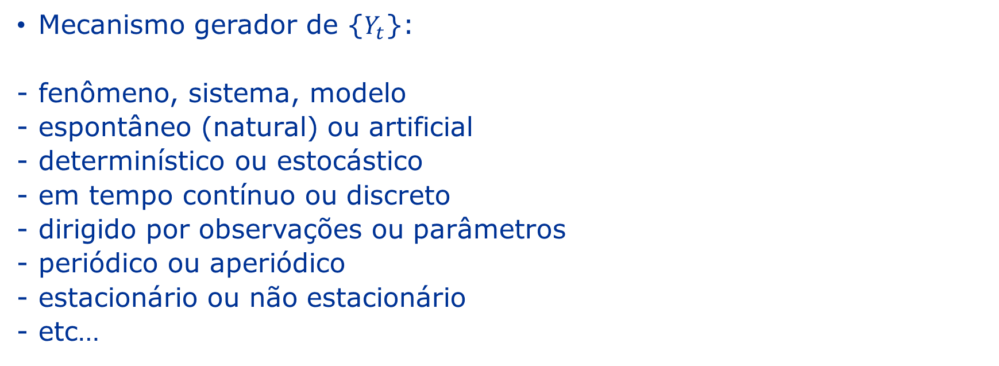 • Mecanismo gerador de {Yₜ}:
- fenômeno, sistema, modelo
- espontâneo (natural) ou artificial
- determinístico ou estocástico
- em tempo contínuo ou discreto
- dirigido por observações ou parâmetros
- periódico ou aperiódico
- estacionário ou não estacionário
- etc…